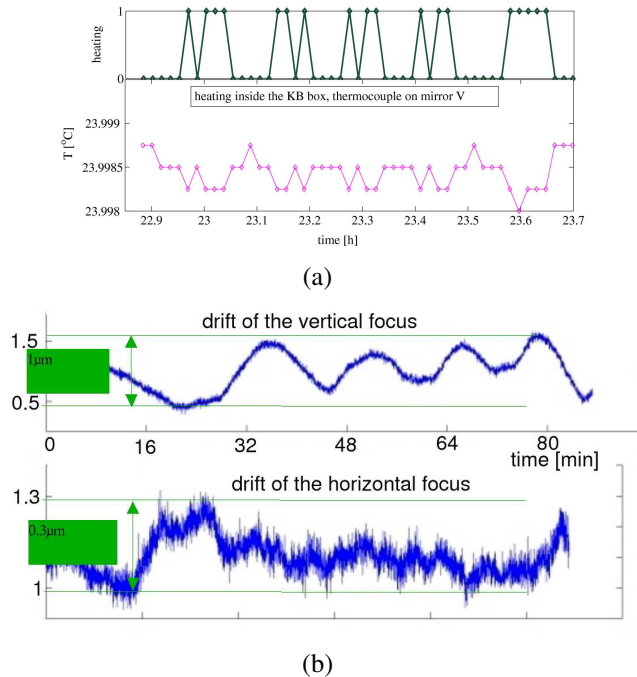 1
heating
0
heating inside the KB box, thermocouple on mirror V
23.999
T [°C]
23.9985
23.998
22.9 23 23.1 23.2 23.3 23.4 23.5 23.6 23.7
time [h]
(a)
drift of the vertical focus
1.5
1μm
0.5
0 16 32 48 64 80
time [min]
drift of the horizontal focus
1.3
0.3μm
1
(b)